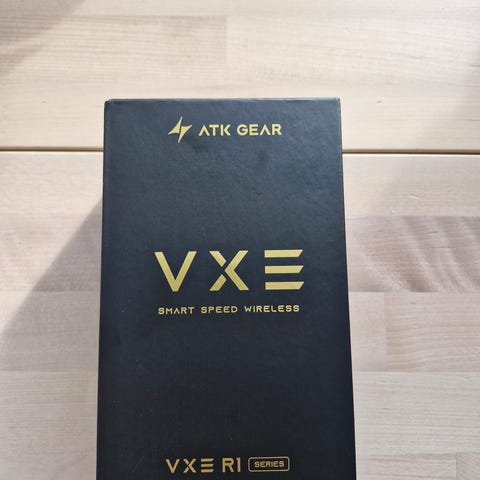 ATK GEAR
VXE
SMART SPEED WIRELESS
VXE R1 SERIES